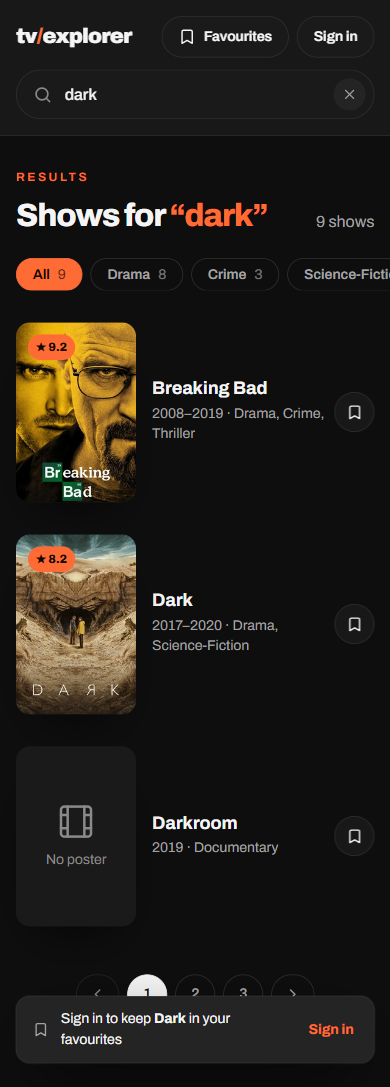 tv/explorer
Favourites
Sign in
dark
RESULTS
Shows for “dark”
9 shows
All 9
Drama 8
Crime 3
Science-Ficti
★ 9.2
Breaking
Bad
Breaking Bad
2008–2019 · Drama, Crime,
Thriller
★ 8.2
DARK
Dark
2017–2020 · Drama,
Science-Fiction
No poster
Darkroom
2019 · Documentary
1
2
3
Sign in to keep Dark in your
favourites
Sign in